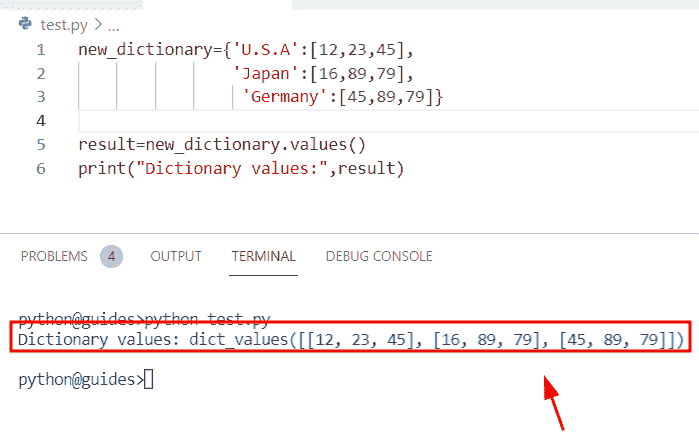 test.py > ...
1 new_dictionary={'U.S.A':[12,23,45],
2 'Japan':[16,89,79],
3 'Germany':[45,89,79]}
4
5 result=new_dictionary.values()
6 print("Dictionary values:",result)
PROBLEMS 4 OUTPUT TERMINAL DEBUG CONSOLE
python@guides>python test.py
Dictionary values: dict_values([[12, 23, 45], [16, 89, 79], [45, 89, 79]])
python@guides>